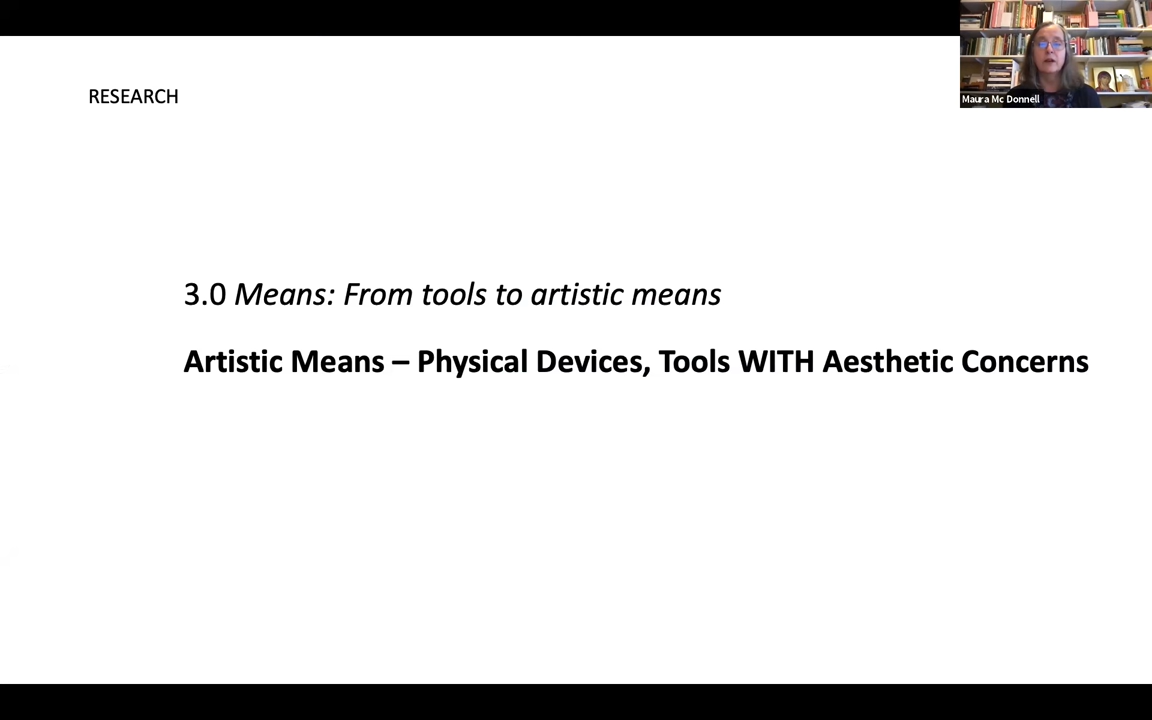 RESEARCH
Maura Mc Donnell
3.0 Means: From tools to artistic means
Artistic Means – Physical Devices, Tools WITH Aesthetic Concerns